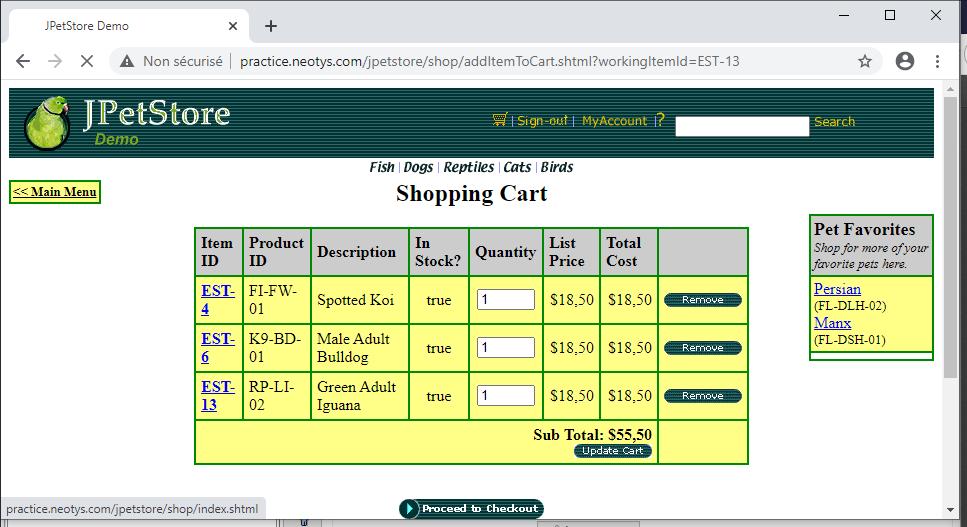 JPetStore Demo
Non sécurisé | practice.neotys.com/jpetstore/shop/addItemToCart.shtml?workingItemId=EST-13
JPetStore
Demo
| Sign-out | MyAccount | ? Search
Fish | Dogs | Reptiles | Cats | Birds
<< Main Menu
Shopping Cart
Item ID Product ID Description In Stock? Quantity List Price Total Cost
EST-4 FI-FW-01 Spotted Koi true 1 $18,50 $18,50 Remove
EST-6 K9-BD-01 Male Adult Bulldog true 1 $18,50 $18,50 Remove
EST-13 RP-LI-02 Green Adult Iguana true 1 $18,50 $18,50 Remove
Sub Total: $55,50
Update Cart
Pet Favorites
Shop for more of your
favorite pets here.
Persian
(FL-DLH-02)
Manx
(FL-DSH-01)
Proceed to Checkout
practice.neotys.com/jpetstore/shop/index.shtml